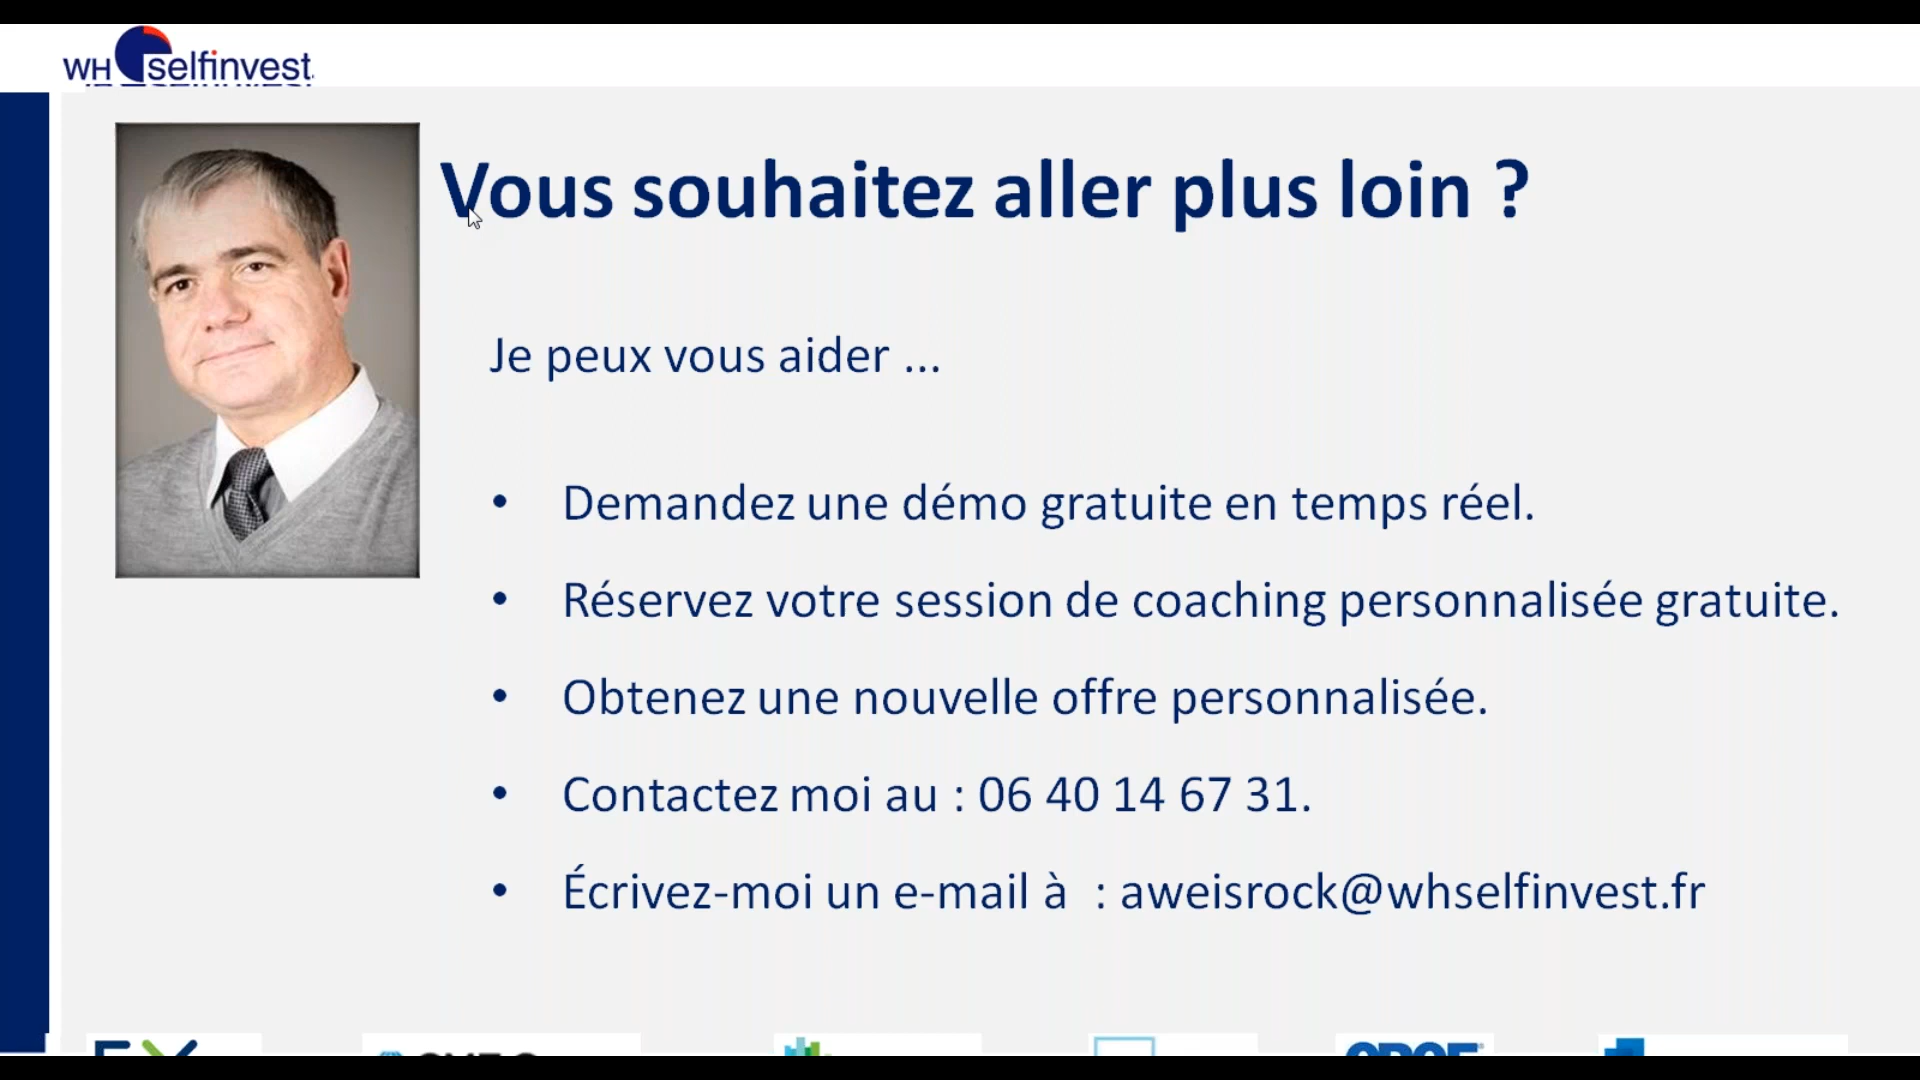 WH selfinvest
Vous souhaitez aller plus loin ?
Je peux vous aider ...
• Demandez une démo gratuite en temps réel.
• Réservez votre session de coaching personnalisée gratuite.
• Obtenez une nouvelle offre personnalisée.
• Contactez moi au : 06 40 14 67 31.
• Écrivez-moi un e-mail à : aweisrock@whselfinvest.fr